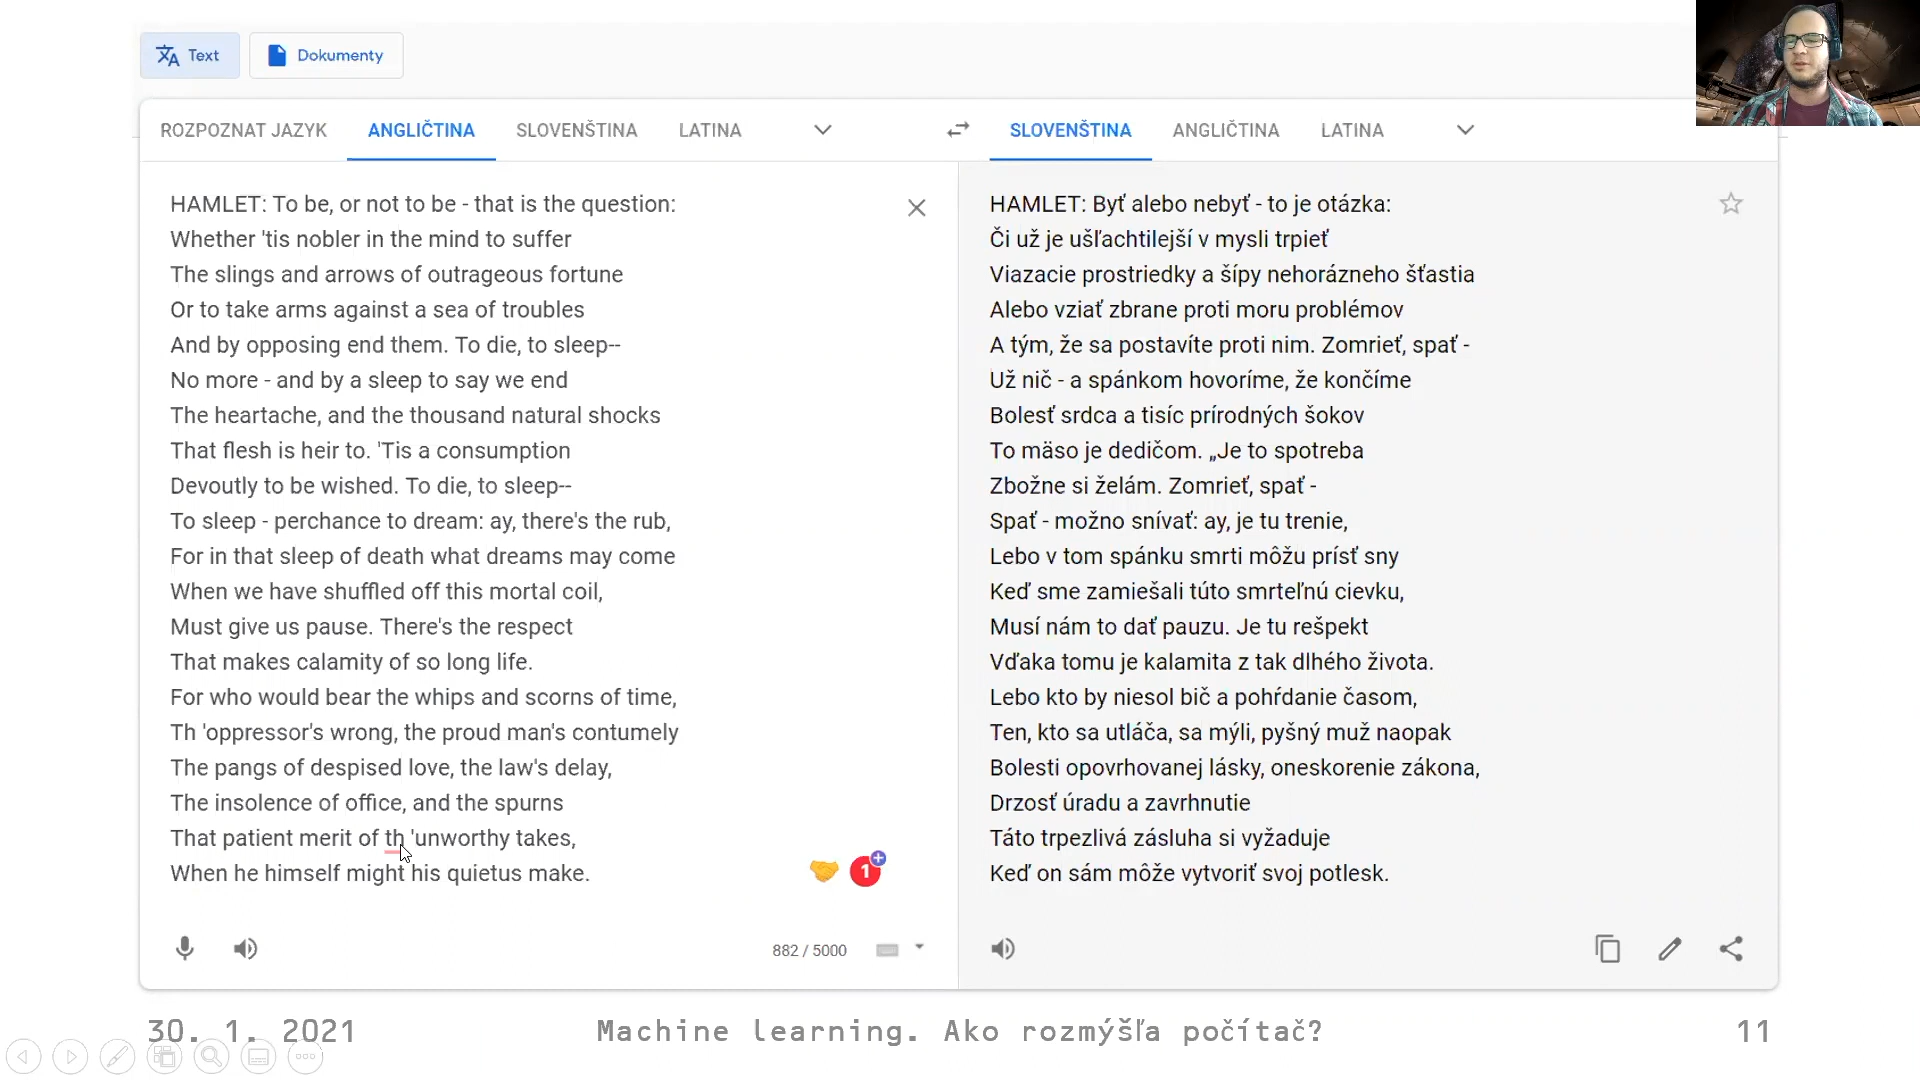 Text
Dokumenty
ROZPOZNAT JAZYK
ANGLIČTINA
SLOVENŠTINA
LATINA
SLOVENŠTINA
ANGLIČTINA
LATINA
HAMLET: To be, or not to be - that is the question:
Whether 'tis nobler in the mind to suffer
The slings and arrows of outrageous fortune
Or to take arms against a sea of troubles
And by opposing end them. To die, to sleep--
No more - and by a sleep to say we end
The heartache, and the thousand natural shocks
That flesh is heir to. 'Tis a consumption
Devoutly to be wished. To die, to sleep--
To sleep - perchance to dream: ay, there's the rub,
For in that sleep of death what dreams may come
When we have shuffled off this mortal coil,
Must give us pause. There's the respect
That makes calamity of so long life.
For who would bear the whips and scorns of time,
Th 'oppressor's wrong, the proud man's contumely
The pangs of despised love, the law's delay,
The insolence of office, and the spurns
That patient merit of th 'unworthy takes,
When he himself might his quietus make.
1
882 / 5000
HAMLET: Byť alebo nebyť - to je otázka:
Či už je ušľachtilejší v mysli trpieť
Viazacie prostriedky a šípy nehorázneho šťastia
Alebo vziať zbrane proti moru problémov
A tým, že sa postavíte proti nim. Zomrieť, spať -
Už nič - a spánkom hovoríme, že končíme
Bolesť srdca a tisíc prírodných šokov
To mäso je dedičom. „Je to spotreba
Zbožne si želám. Zomrieť, spať -
Spať - možno snívať: ay, je tu trenie,
Lebo v tom spánku smrti môžu prísť sny
Keď sme zamiešali túto smrteľnú cievku,
Musí nám to dať pauzu. Je tu rešpekt
Vďaka tomu je kalamita z tak dlhého života.
Lebo kto by niesol bič a pohŕdanie časom,
Ten, kto sa utláča, sa mýli, pyšný muž naopak
Bolesti opovrhovanej lásky, oneskorenie zákona,
Drzosť úradu a zavrhnutie
Táto trpezlivá zásluha si vyžaduje
Keď on sám môže vytvoriť svoj potlesk.
30. 1. 2021
Machine learning. Ako rozmýšľa počítač?
11